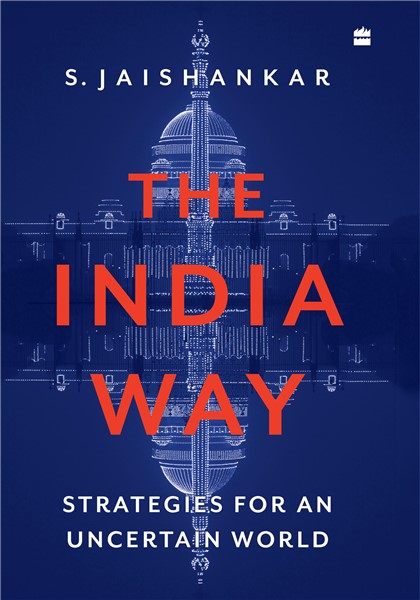 S. JAISHANKAR
THE
INDIA
WAY
STRATEGIES FOR AN
UNCERTAIN WORLD